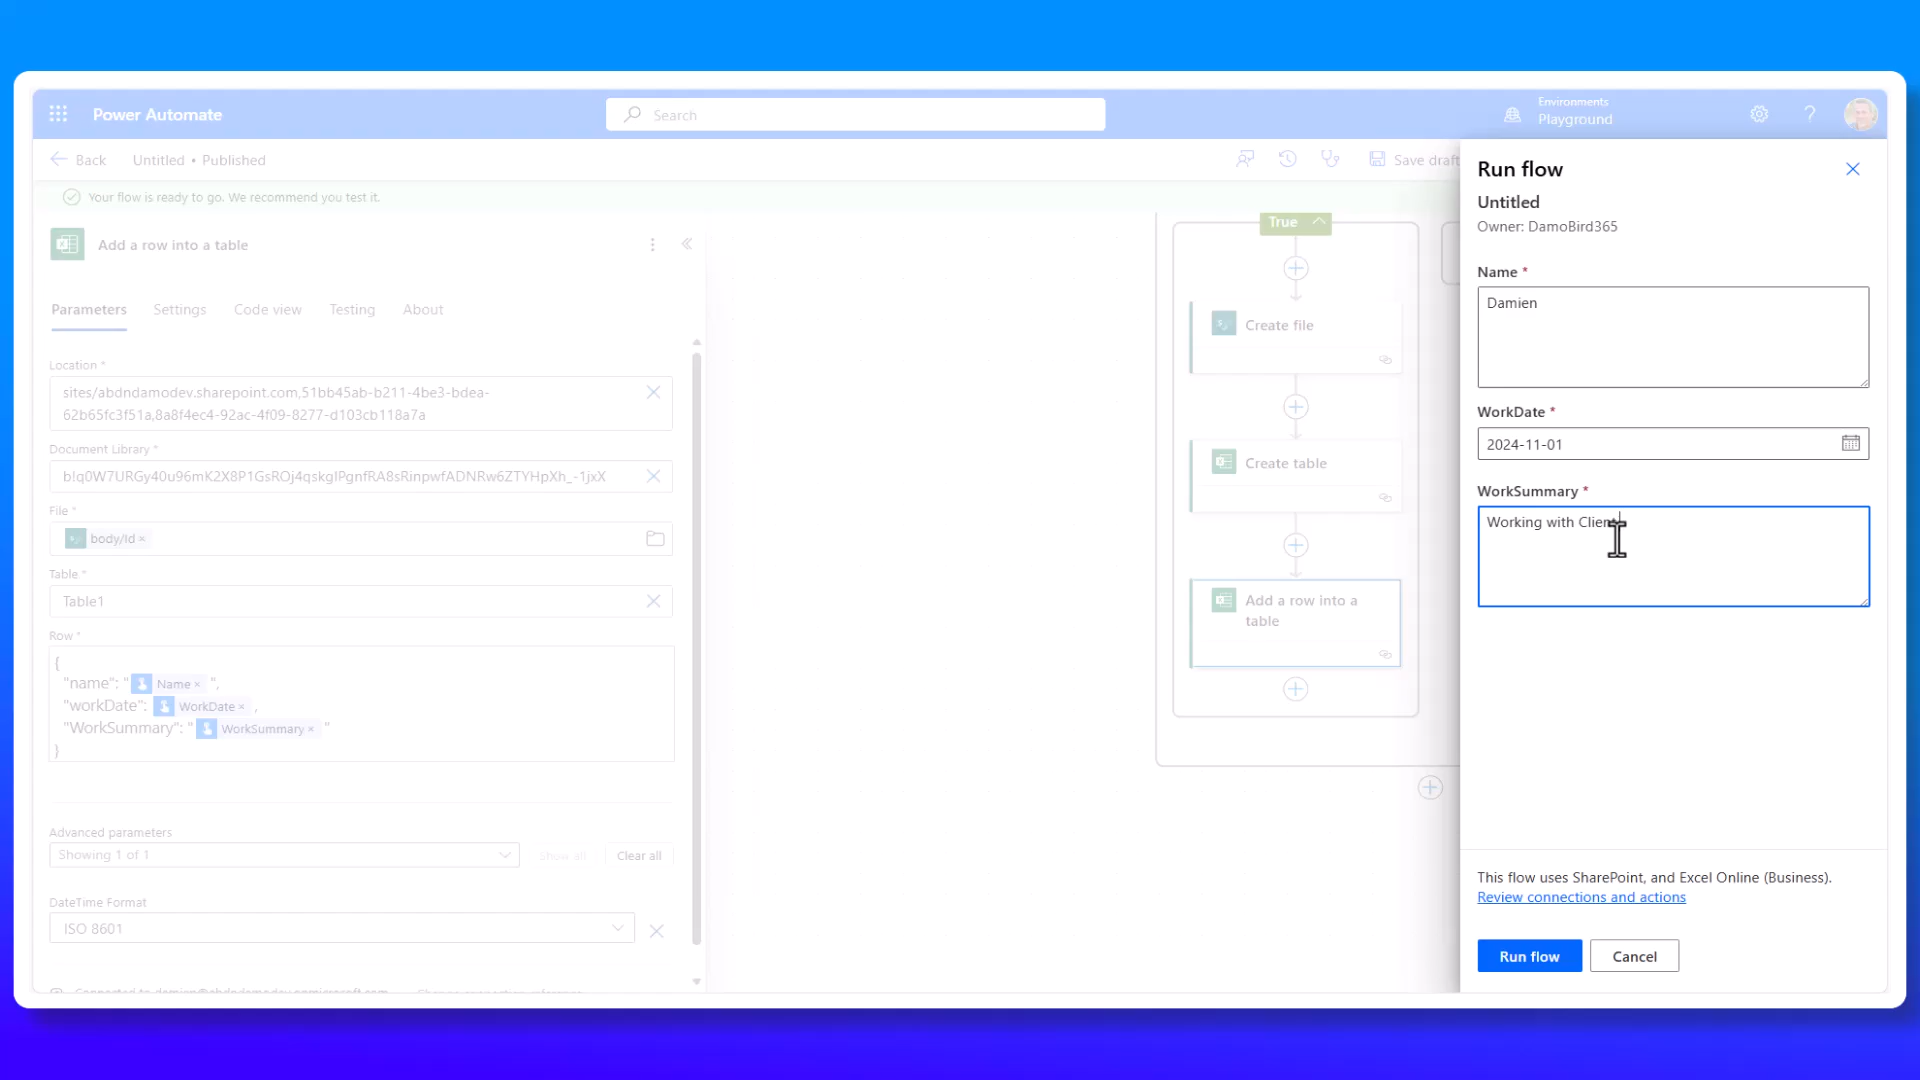 Power Automate
Search
Environments
Playground
Back
Untitled • Published
Save draft
Your flow is ready to go. We recommend you test it.
Add a row into a table
Parameters
Settings
Code view
Testing
About
Location *
sites/abdndamodev.sharepoint.com,51bb45ab-b211-4be3-bdea-
62b65fc3f51a,8a8f4ec4-92ac-4f09-8277-d103cb118a7a
Document Library *
File *
body/Id ×
Table *
Table1
Row *
{
"name": " Name × ",
"workDate": WorkDate × ,
"WorkSummary": " WorkSummary × "
}
Advanced parameters
Showing 1 of 1
Show all
Clear all
DateTime Format
ISO 8601
True
Create file
Create table
Add a row into a
table
Run flow
Untitled
Owner: DamoBird365
Name *
Damien
WorkDate *
2024-11-01
WorkSummary *
Working with Client
This flow uses SharePoint, and Excel Online (Business).
Review connections and actions
Run flow
Cancel